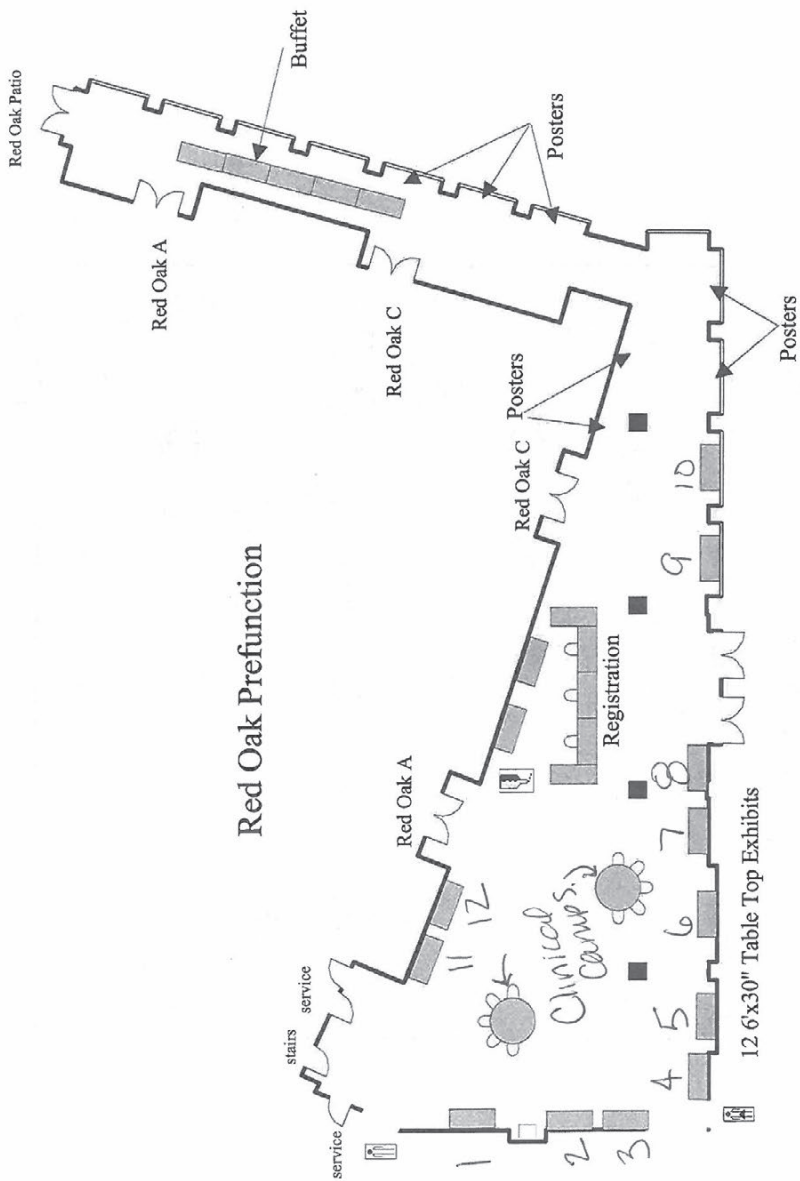 Red Oak Prefunction
Red Oak Patio
Buffet
Red Oak A
Posters
Red Oak C
Posters
Posters
Red Oak C
Red Oak A
Registration
service
stairs
service
Clinical
Camps.
1
2
3
4
5
6
7
8
9
10
11
12
12 6'x30" Table Top Exhibits